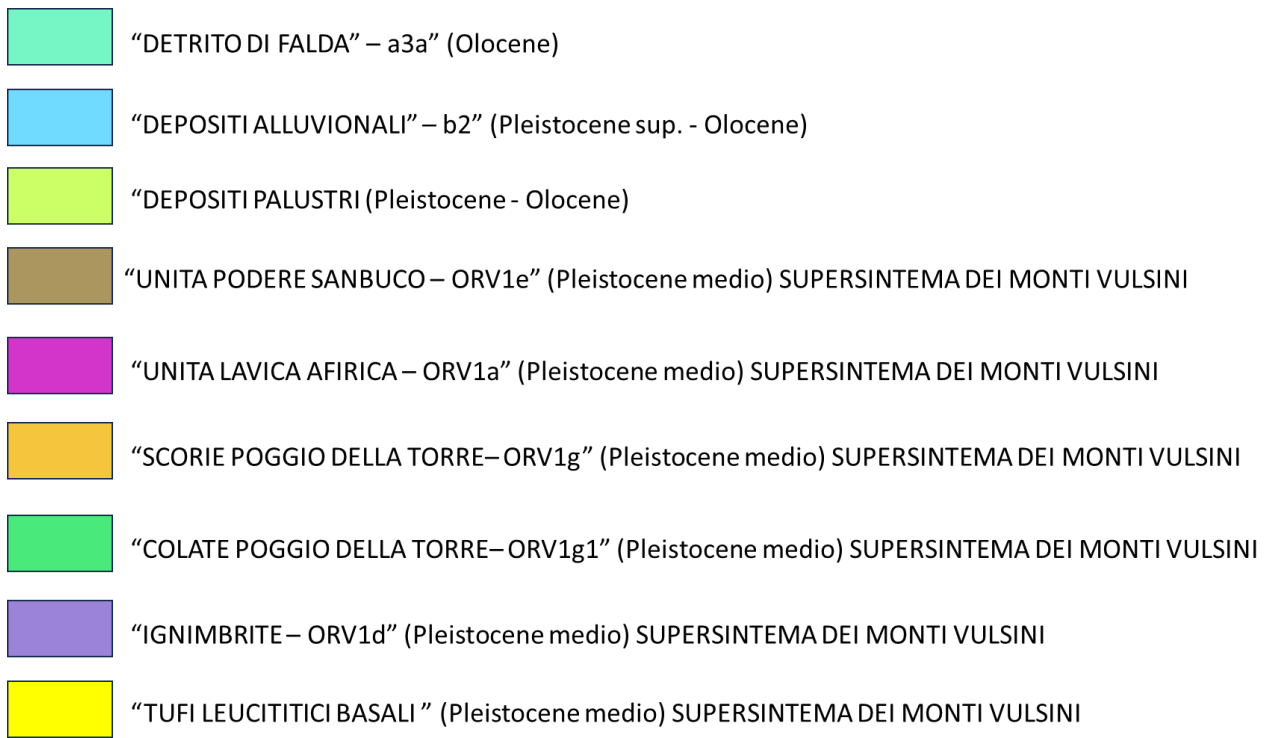 “DETRITO DI FALDA” – a3a” (Olocene)
“DEPOSITI ALLUVIONALI” – b2” (Pleistocene sup. - Olocene)
“DEPOSITI PALUSTRI (Pleistocene - Olocene)
“UNITA PODERE SANBUCO – ORV1e” (Pleistocene medio) SUPERSINTEMA DEI MONTI VULSINI
“UNITA LAVICA AFIRICA – ORV1a” (Pleistocene medio) SUPERSINTEMA DEI MONTI VULSINI
“SCORIE POGGIO DELLA TORRE– ORV1g” (Pleistocene medio) SUPERSINTEMA DEI MONTI VULSINI
“COLATE POGGIO DELLA TORRE– ORV1g1” (Pleistocene medio) SUPERSINTEMA DEI MONTI VULSINI
“IGNIMBRITE – ORV1d” (Pleistocene medio) SUPERSINTEMA DEI MONTI VULSINI
“TUFI LEUCITITICI BASALI ” (Pleistocene medio) SUPERSINTEMA DEI MONTI VULSINI